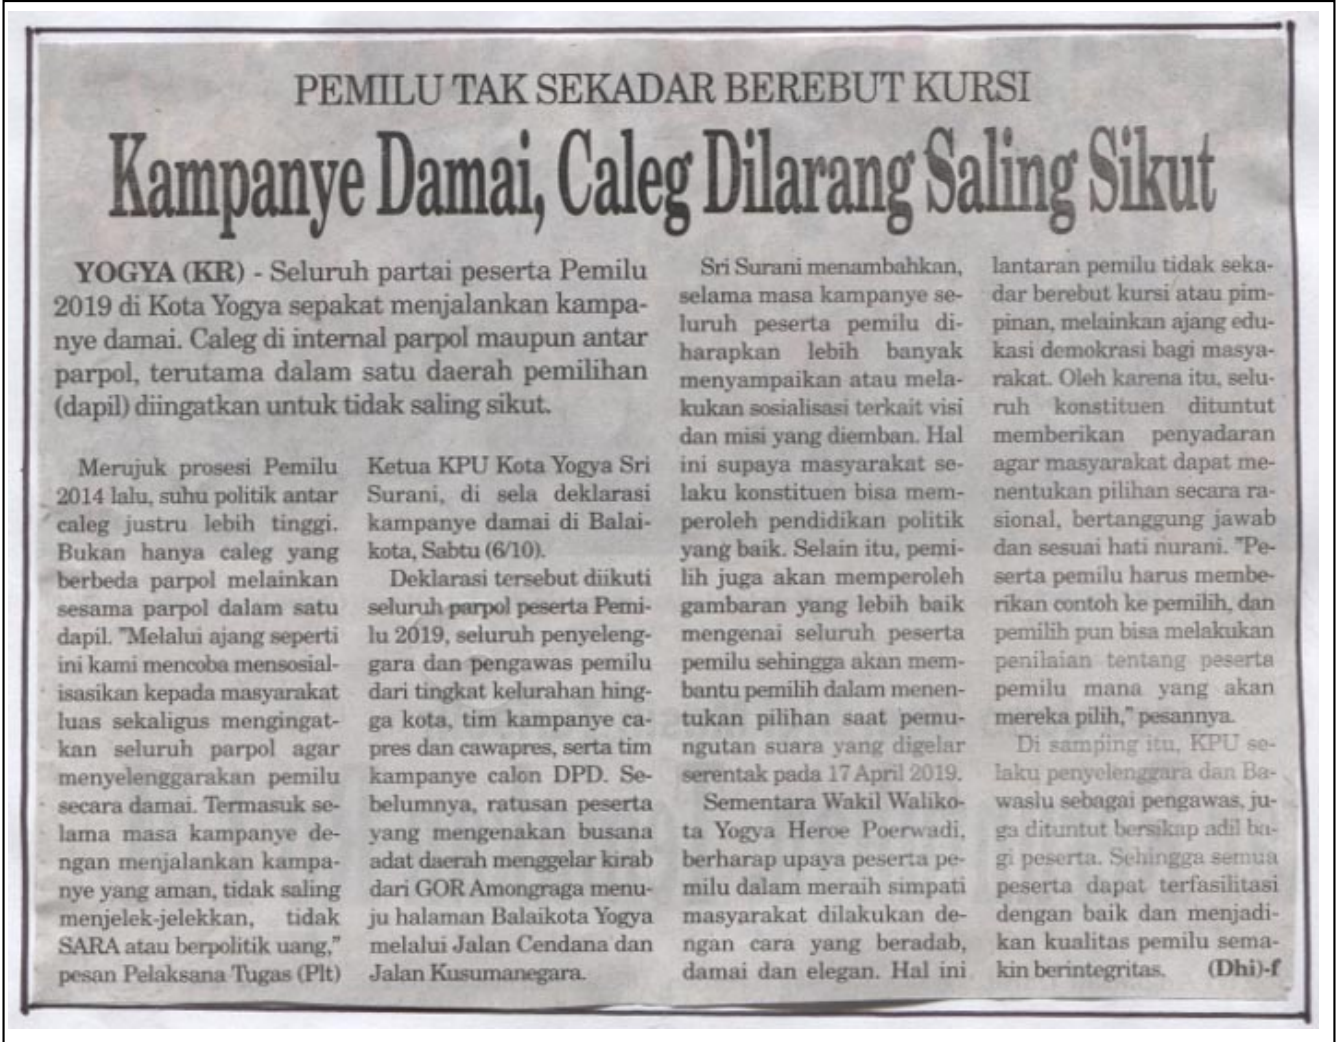 PEMILU TAK SEKADAR BEREBUT KURSI
Kampanye Damai, Caleg Dilarang Saling Sikut
YOGYA (KR) - Seluruh partai peserta Pemilu
2019 di Kota Yogya sepakat menjalankan kampa-
nye damai. Caleg di internal parpol maupun antar
parpol, terutama dalam satu daerah pemilihan
(dapil) diingatkan untuk tidak saling sikut.
Merujuk prosesi Pemilu
2014 lalu, suhu politik antar
caleg justru lebih tinggi.
Bukan hanya caleg yang
berbeda parpol melainkan
sesama parpol dalam satu
dapil. "Melalui ajang seperti
ini kami mencoba mensosial-
isasikan kepada masyarakat
luas sekaligus mengingat-
kan seluruh parpol agar
menyelenggarakan pemilu
secara damai. Termasuk se-
lama masa kampanye de-
ngan menjalankan kampa-
nye yang aman, tidak saling
menjelek-jelekkan, tidak
SARA atau berpolitik uang,"
pesan Pelaksana Tugas (Plt)
Ketua KPU Kota Yogya Sri
Surani, di sela deklarasi
kampanye damai di Balai-
kota, Sabtu (6/10).
Deklarasi tersebut diikuti
seluruh parpol peserta Pemi-
lu 2019, seluruh penyeleng-
gara dan pengawas pemilu
dari tingkat kelurahan hing-
ga kota, tim kampanye ca-
pres dan cawapres, serta tim
kampanye calon DPD. Se-
belumnya, ratusan peserta
yang mengenakan busana
adat daerah menggelar kirab
dari GOR Amongraga menu-
ju halaman Balaikota Yogya
melalui Jalan Cendana dan
Jalan Kusumanegara.
Sri Surani menambahkan,
selama masa kampanye se-
luruh peserta pemilu di-
harapkan lebih banyak
menyampaikan atau mela-
kukan sosialisasi terkait visi
dan misi yang diemban. Hal
ini supaya masyarakat se-
laku konstituen bisa mem-
peroleh pendidikan politik
yang baik. Selain itu, pemi-
lih juga akan memperoleh
gambaran yang lebih baik
mengenai seluruh peserta
pemilu sehingga akan mem-
bantu pemilih dalam menen-
tukan pilihan saat pemu-
ngutan suara yang digelar
serentak pada 17 April 2019.
Sementara Wakil Waliko-
ta Yogya Heroe Poerwadi,
berharap upaya peserta pe-
milu dalam meraih simpati
masyarakat dilakukan de-
ngan cara yang beradab,
damai dan elegan. Hal ini
lantaran pemilu tidak seka-
dar berebut kursi atau pim-
pinan, melainkan ajang edu-
kasi demokrasi bagi masya-
rakat. Oleh karena itu, selu-
ruh konstituen dituntut
memberikan penyadaran
agar masyarakat dapat me-
nentukan pilihan secara ra-
sional, bertanggung jawab
dan sesuai hati nurani. "Pe-
serta pemilu harus membe-
rikan contoh ke pemilih, dan
pemilih pun bisa melakukan
penilaian tentang peserta
pemilu mana yang akan
mereka pilih," pesannya.
Di samping itu, KPU se-
laku penyelenggara dan Ba-
waslu sebagai pengawas, ju-
ga dituntut bersikap adil ba-
gi peserta. Sehingga semua
peserta dapat terfasilitasi
dengan baik dan menjadi-
kan kualitas pemilu sema-
kin berintegritas. (Dhi)-f